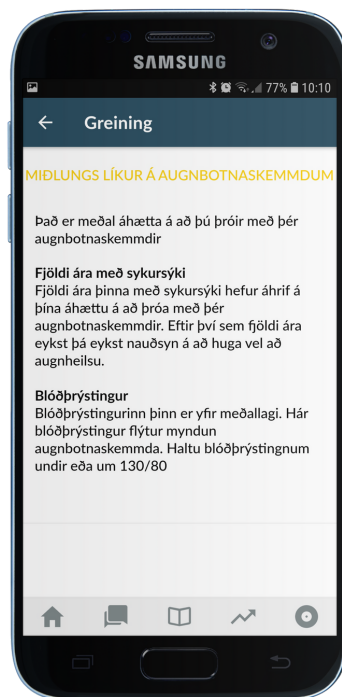 SAMSUNG
77% 10:10
Greining
MIÐLUNGS LÍKUR Á AUGNBOTNASKEMMDUM
Það er meðal áhætta á að þú þróir með þér
augnbotnaskemmdir
Fjöldi ára með sykursýki
Fjöldi ára þinna með sykursýki hefur áhrif á
þína áhættu á að þróa með þér
augnbotnaskemmdir. Eftir því sem fjöldi ára
eykst þá eykst nauðsyn á að huga vel að
augnheilsu.
Blóðþrýstingur
Blóðþrýstingurinn þinn er yfir meðallagi. Hár
blóðþrýstingur flýtur myndun
augnbotnaskemmda. Haltu blóðþrýstingnum
undir eða um 130/80